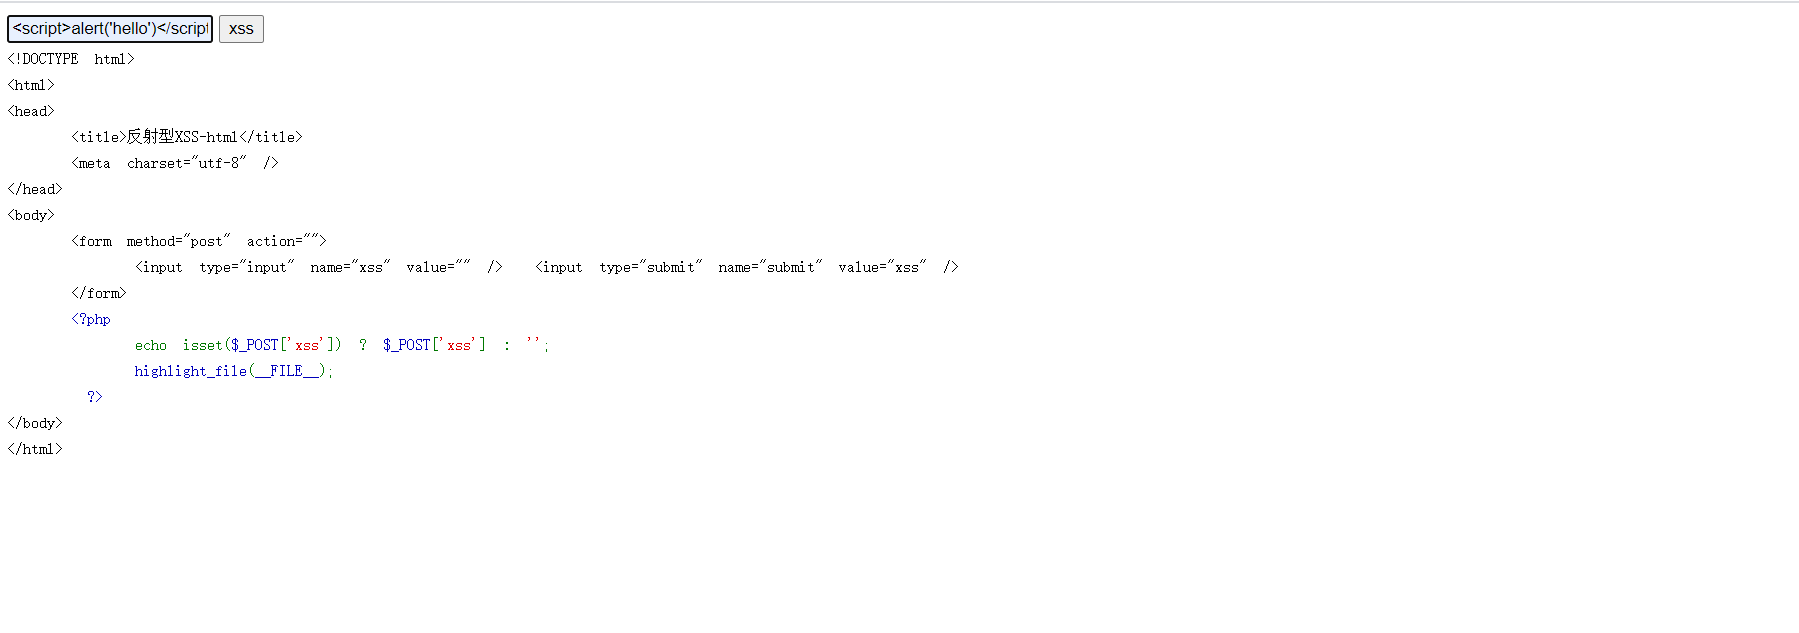 <script>alert('hello')</script xss
<!DOCTYPE html>
<html>
<head>
<title>反射型XSS-html</title>
<meta charset="utf-8" />
</head>
<body>
<form method="post" action="">
<input type="input" name="xss" value="" /> <input type="submit" name="submit" value="xss" />
</form>
<?php
echo isset($_POST['xss']) ? $_POST['xss'] : '';
highlight_file(__FILE__);
?>
</body>
</html>